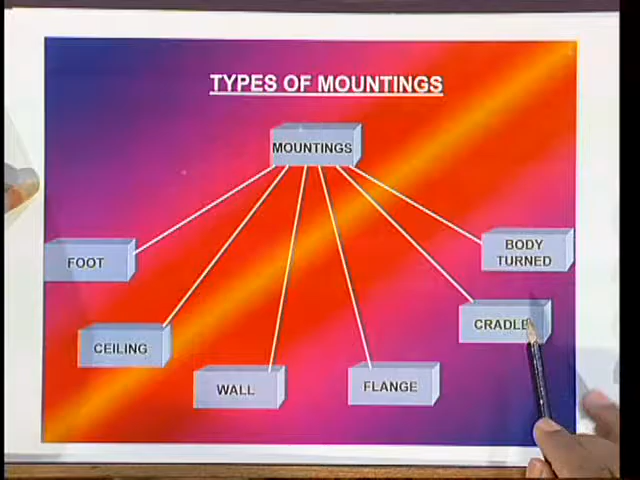 TYPES OF MOUNTINGS
MOUNTINGS
FOOT
CEILING
WALL
FLANGE
CRADLE
BODY
TURNED